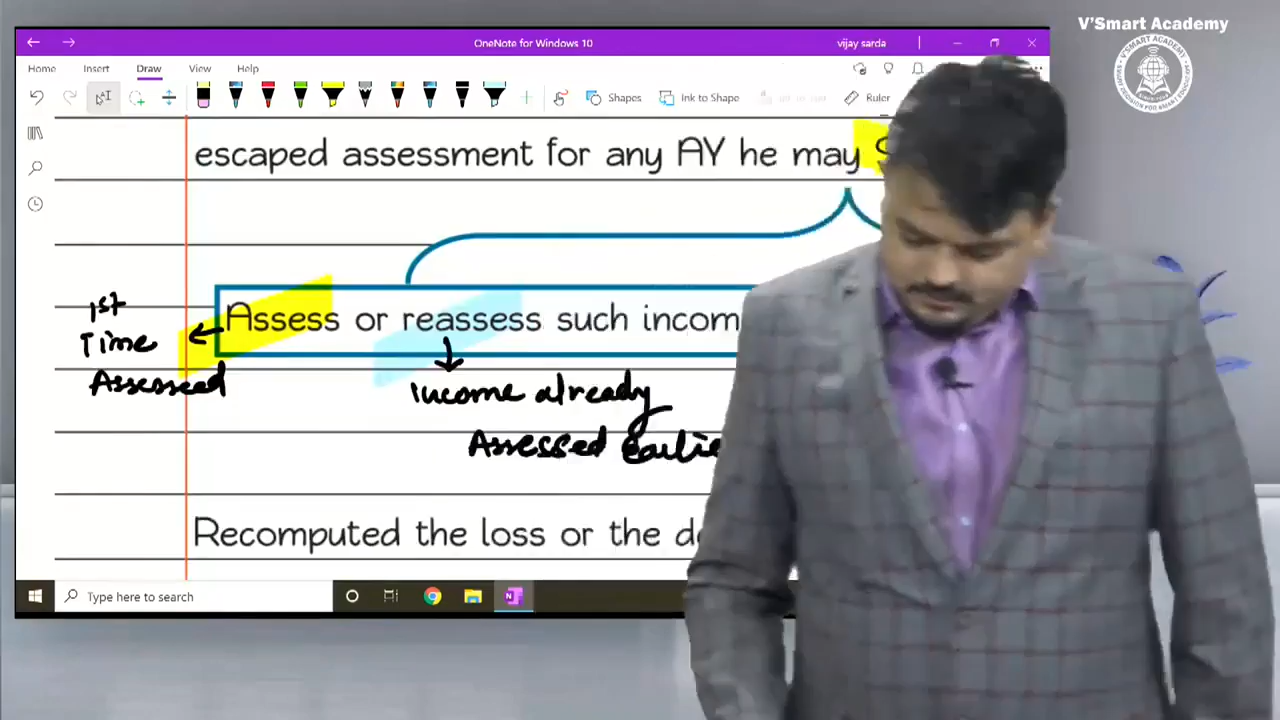 V'Smart Academy
OneNote for Windows 10
vijay sarda
Home Insert Draw View Help
Shapes Ink to Shape Ruler
escaped assessment for any AY he may
Assess or reassess such incom
1st
Time
Assesseed
Income already
Assessed earlie
Recomputed the loss or the de
Type here to search